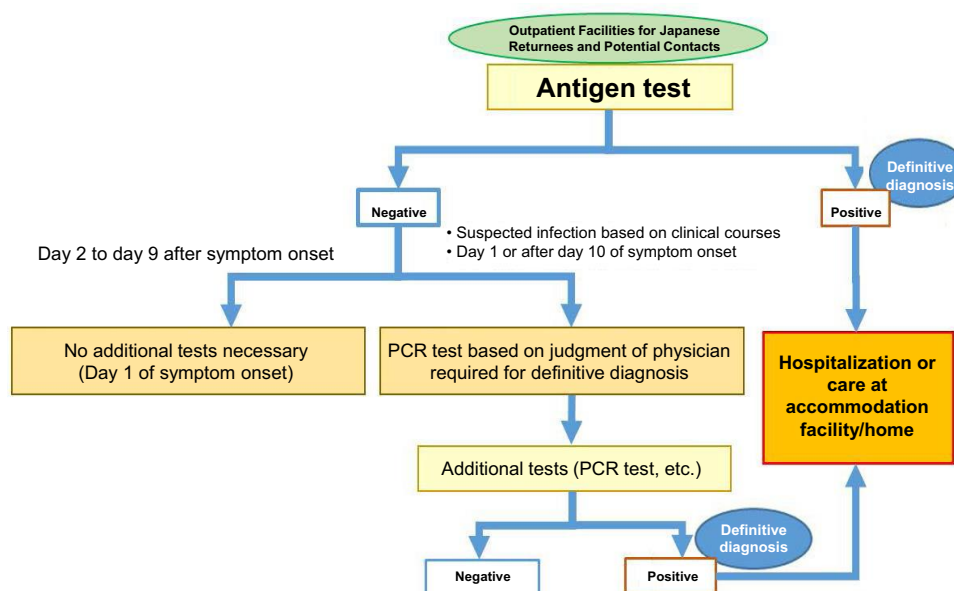 Outpatient Facilities for Japanese
Returnees and Potential Contacts
Antigen test
Definitive
diagnosis
Negative
Positive
Day 2 to day 9 after symptom onset
• Suspected infection based on clinical courses
• Day 1 or after day 10 of symptom onset
No additional tests necessary
(Day 1 of symptom onset)
PCR test based on judgment of physician
required for definitive diagnosis
Hospitalization or
care at
accommodation
facility/home
Additional tests (PCR test, etc.)
Definitive
diagnosis
Negative
Positive